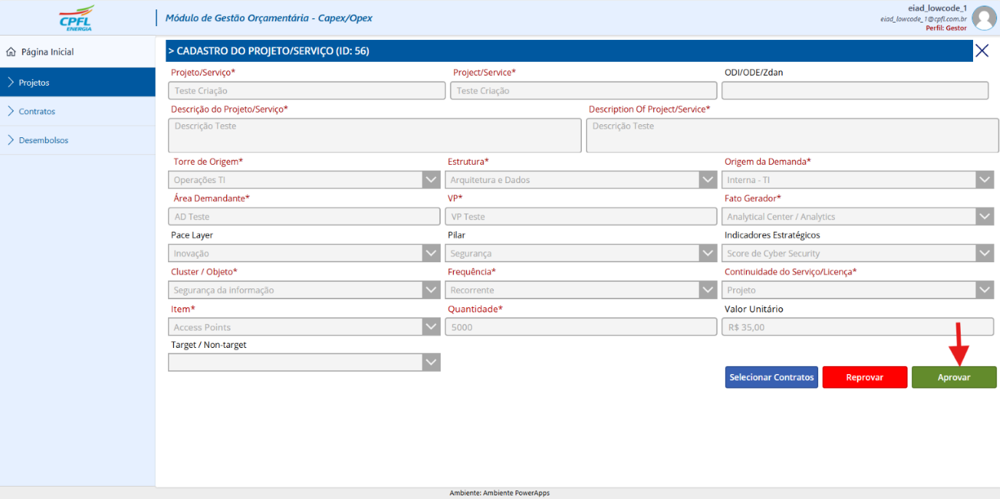 CPFL
ENERGIA
Módulo de Gestão Orçamentária - Capex/Opex
eiad_lowcode_1
eiad_lowcode_1@cpfl.com.br
Perfil: Gestor
Página Inicial
Projetos
Contratos
Desembolsos
> CADASTRO DO PROJETO/SERVIÇO (ID: 56)
Projeto/Serviço* Project/Service* ODI/ODE/Zdan
Teste Criação Teste Criação
Descrição do Projeto/Serviço* Description Of Project/Service*
Descrição Teste Descrição Teste
Torre de Origem* Estrutura* Origem da Demanda*
Operações TI Arquitetura e Dados Interna - TI
Área Demandante* VP* Fato Gerador*
AD Teste VP Teste Analytical Center / Analytics
Pace Layer Pilar Indicadores Estratégicos
Inovação Segurança Score de Cyber Security
Cluster / Objeto* Frequência* Continuidade do Serviço/Licença*
Segurança da informação Recorrente Projeto
Item* Quantidade* Valor Unitário
Access Points 5000 R$ 35,00
Target / Non-target
Selecionar Contratos Reprovar Aprovar
Ambiente: Ambiente PowerApps